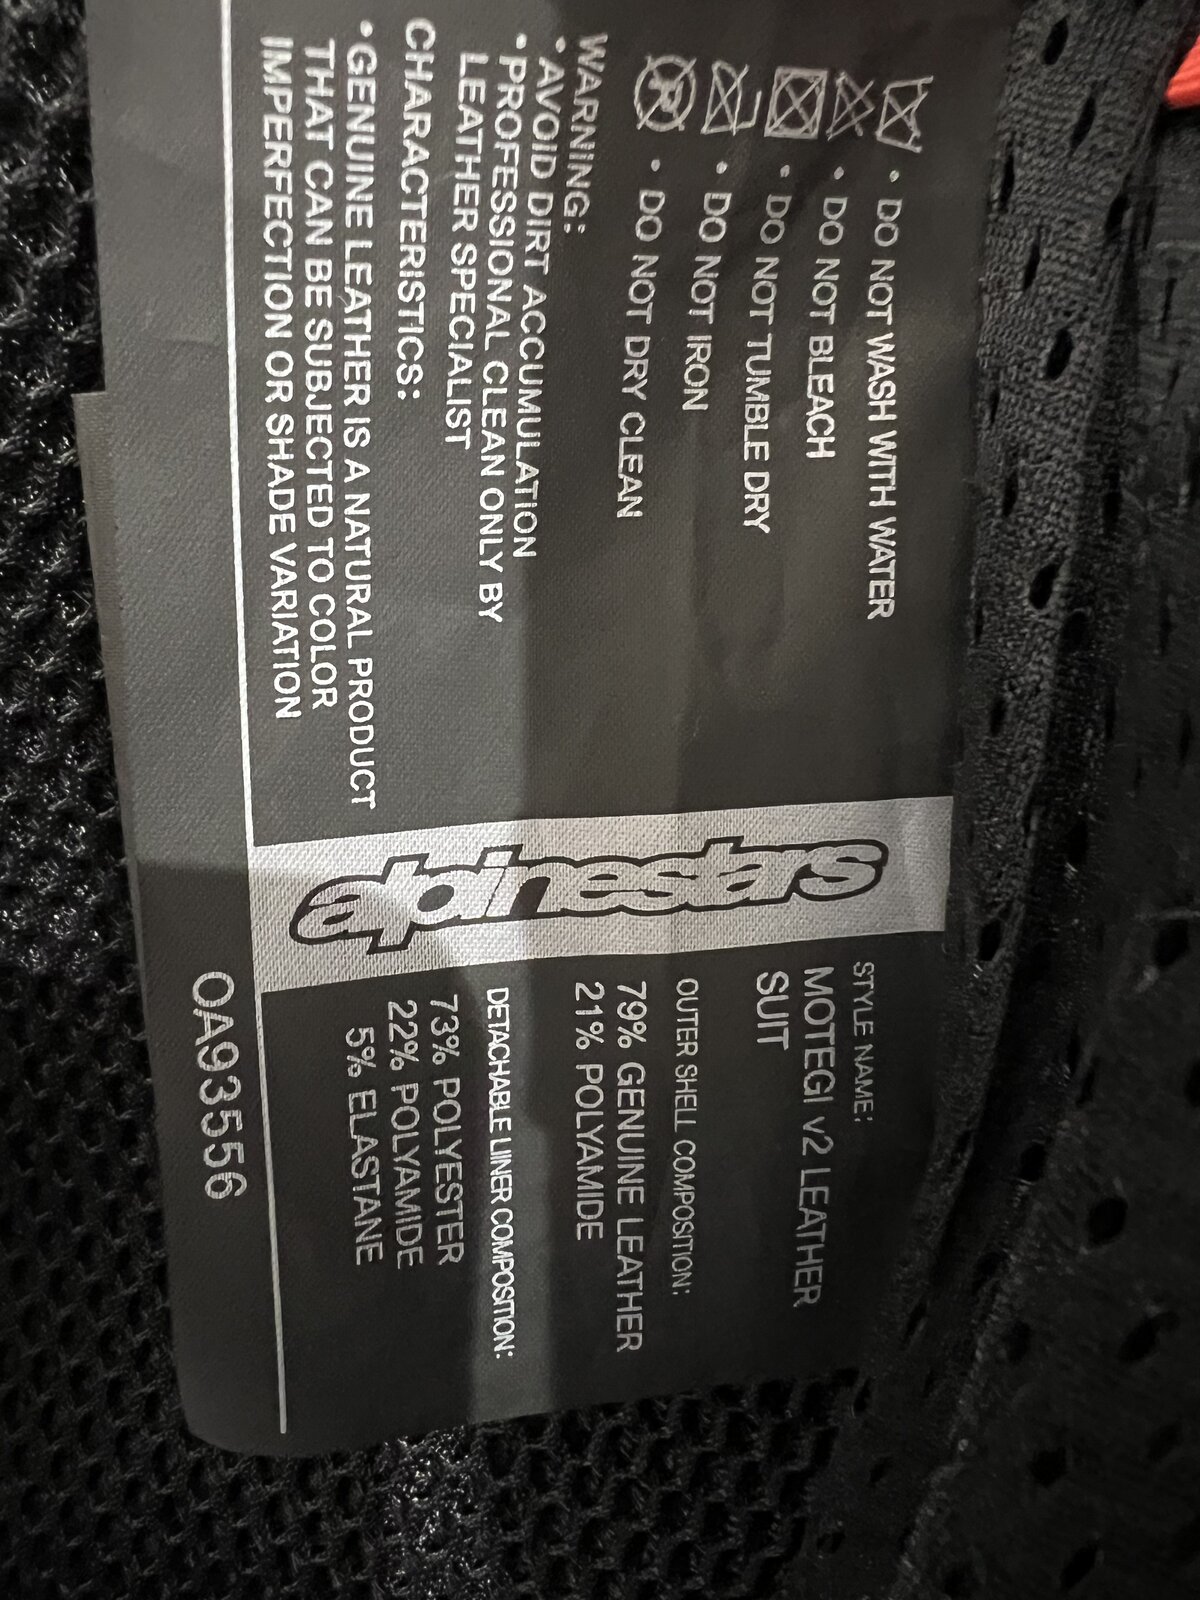 • DO NOT WASH WITH WATER
• DO NOT BLEACH
• DO NOT TUMBLE DRY
• DO NOT IRON
• DO NOT DRY CLEAN
WARNING:
• AVOID DIRT ACCUMULATION
• PROFESSIONAL CLEAN ONLY BY
LEATHER SPECIALIST
CHARACTERISTICS:
• GENUINE LEATHER IS A NATURAL PRODUCT
THAT CAN BE SUBJECTED TO COLOR
IMPERFECTION OR SHADE VARIATION
alpinestars
STYLE NAME:
MOTEGI v2 LEATHER
SUIT
OUTER SHELL COMPOSITION:
79% GENUINE LEATHER
21% POLYAMIDE
DETACHABLE LINER COMPOSITION:
73% POLYESTER
22% POLYAMIDE
5% ELASTANE
OA93556